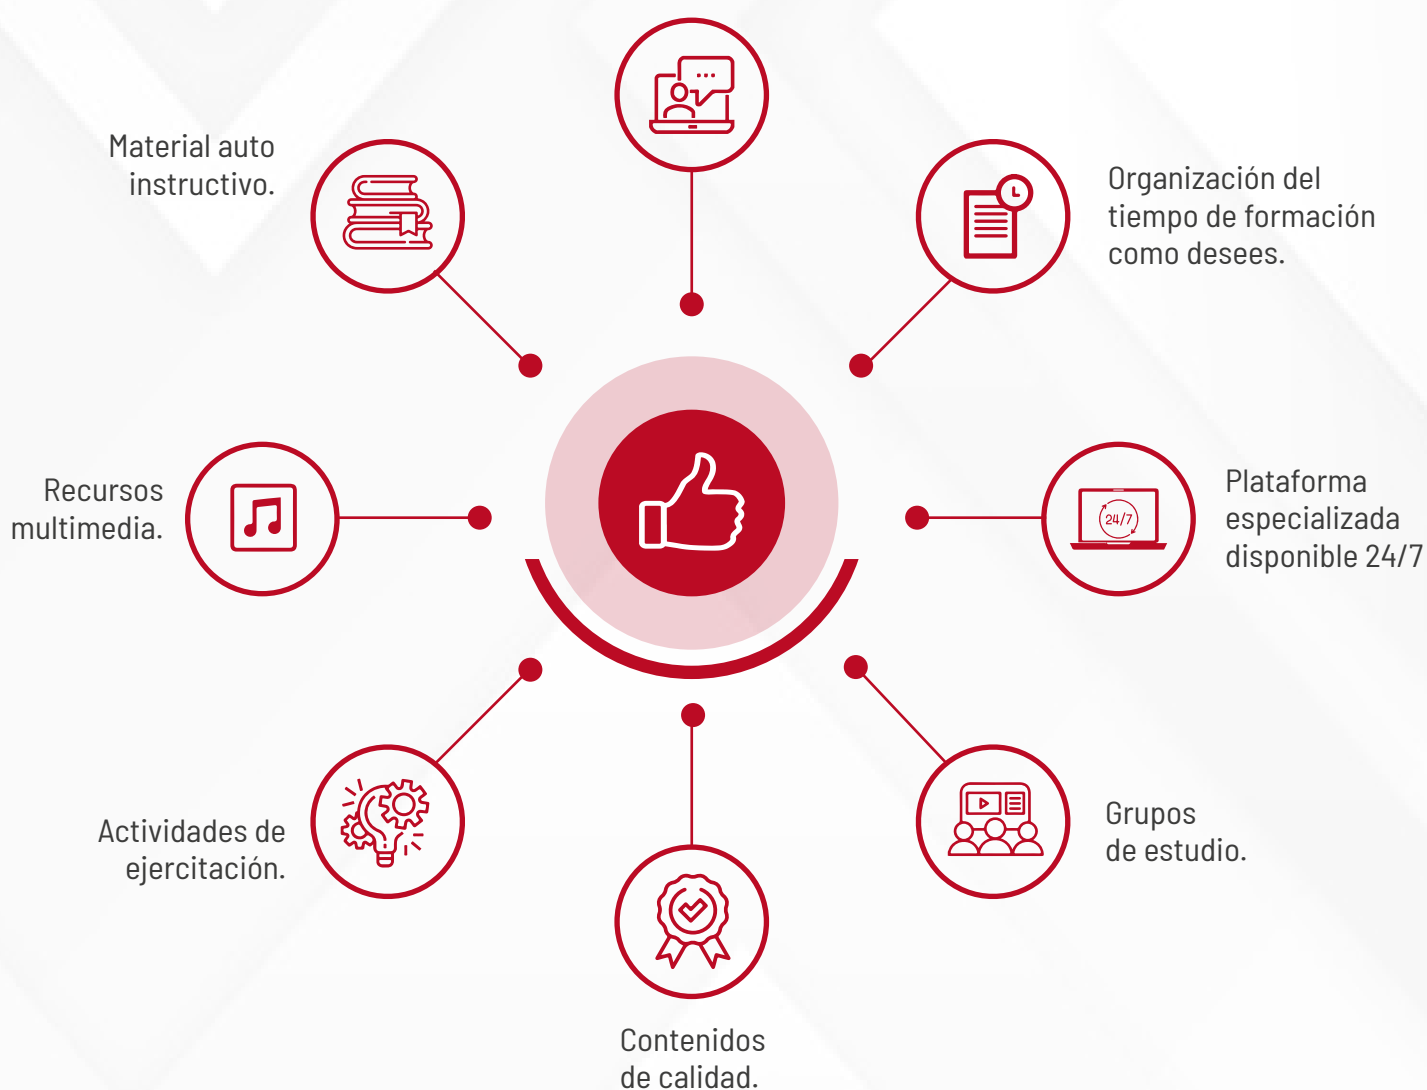 Material auto
instructivo.
Organización del
tiempo de formación
como desees.
Recursos
multimedia.
24/7
Plataforma
especializada
disponible 24/7
Actividades de
ejercitación.
Grupos
de estudio.
Contenidos
de calidad.